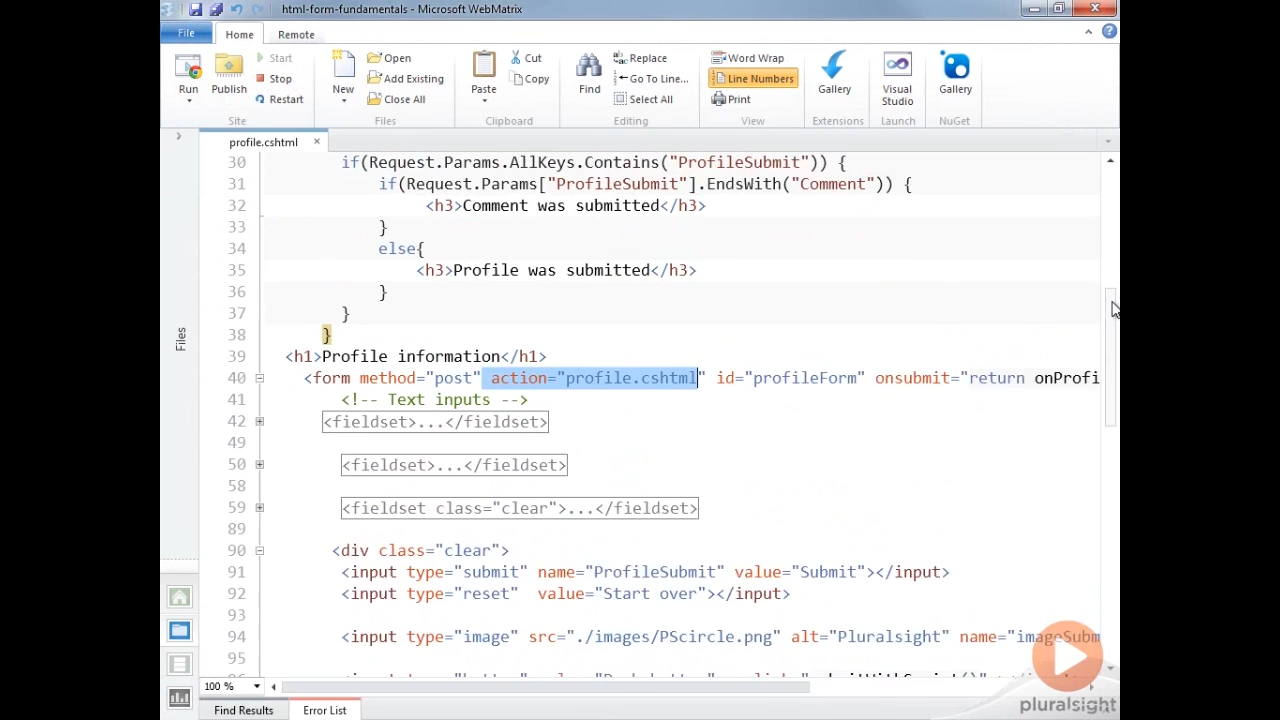 html-form-fundamentals - Microsoft WebMatrix
File Home Remote
Run Publish Start Stop Restart
Site
New Open Add Existing Close All
Files
Paste Cut Copy
Clipboard
Find Replace Go To Line... Select All
Editing
Word Wrap Line Numbers Print
View
Gallery
Extensions
Visual Studio
Launch
Gallery
NuGet
profile.cshtml
Files
30 if(Request.Params.AllKeys.Contains("ProfileSubmit")) {
31 if(Request.Params["ProfileSubmit"].EndsWith("Comment")) {
32 <h3>Comment was submitted</h3>
33 }
34 else{
35 <h3>Profile was submitted</h3>
36 }
37 }
38 }
39 <h1>Profile information</h1>
40 <form method="post" action="profile.cshtml" id="profileForm" onsubmit="return onProfi
41 <!-- Text inputs -->
42 <fieldset>...</fieldset>
49
50 <fieldset>...</fieldset>
58
59 <fieldset class="clear">...</fieldset>
89
90 <div class="clear">
91 <input type="submit" name="ProfileSubmit" value="Submit"></input>
92 <input type="reset" value="Start over"></input>
93
94 <input type="image" src="./images/PScircle.png" alt="Pluralsight" name="imageSubm
95
100 %
Find Results Error List
pluralsight